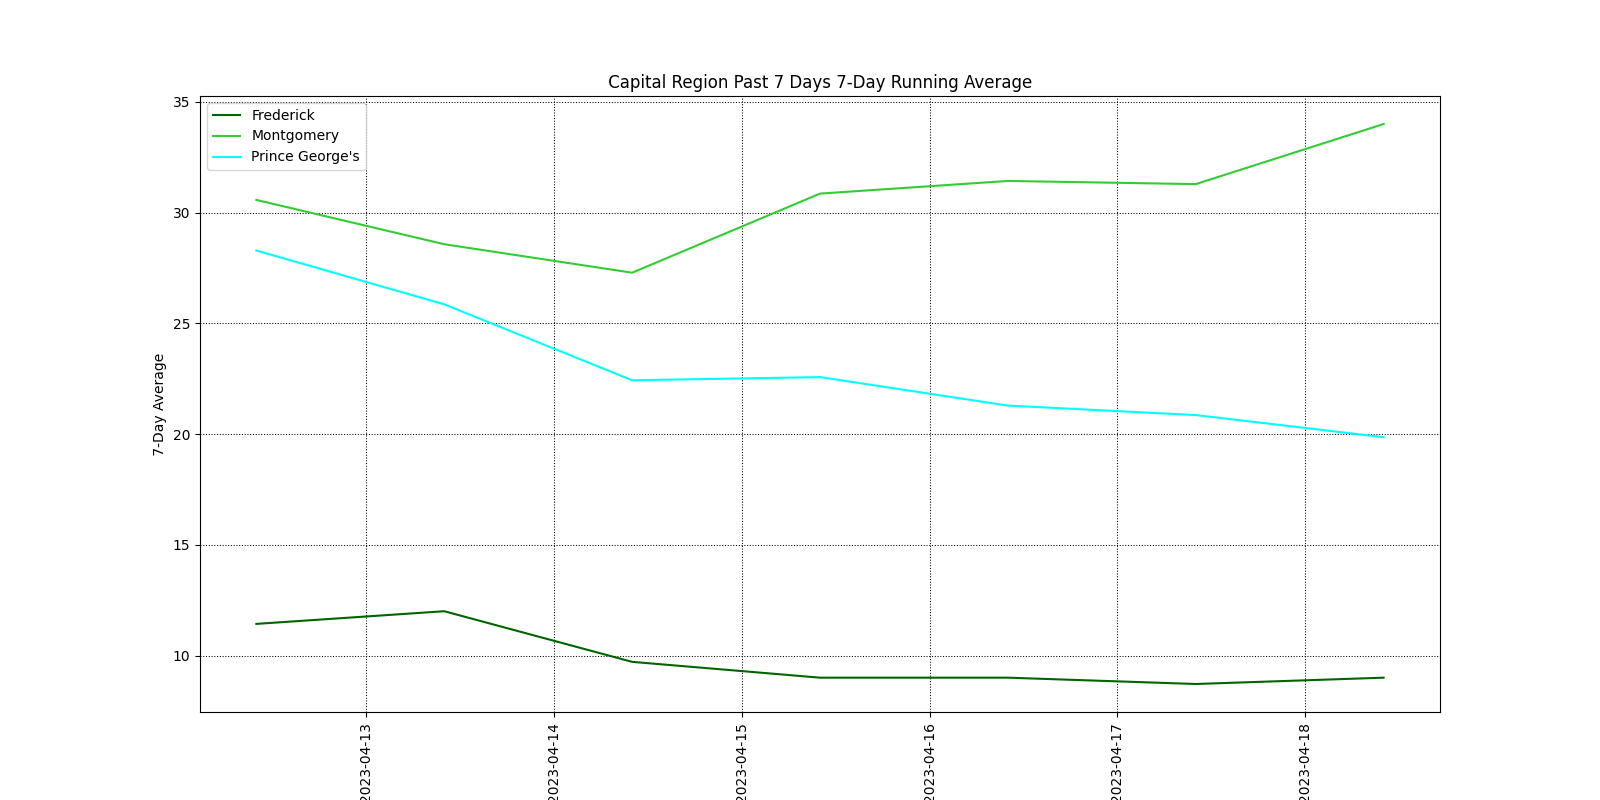 Capital Region Past 7 Days 7-Day Running Average
Frederick
Montgomery
Prince George's
35
30
25
20
15
10
7-Day Average
2023-04-13
2023-04-14
2023-04-15
2023-04-16
2023-04-17
2023-04-18